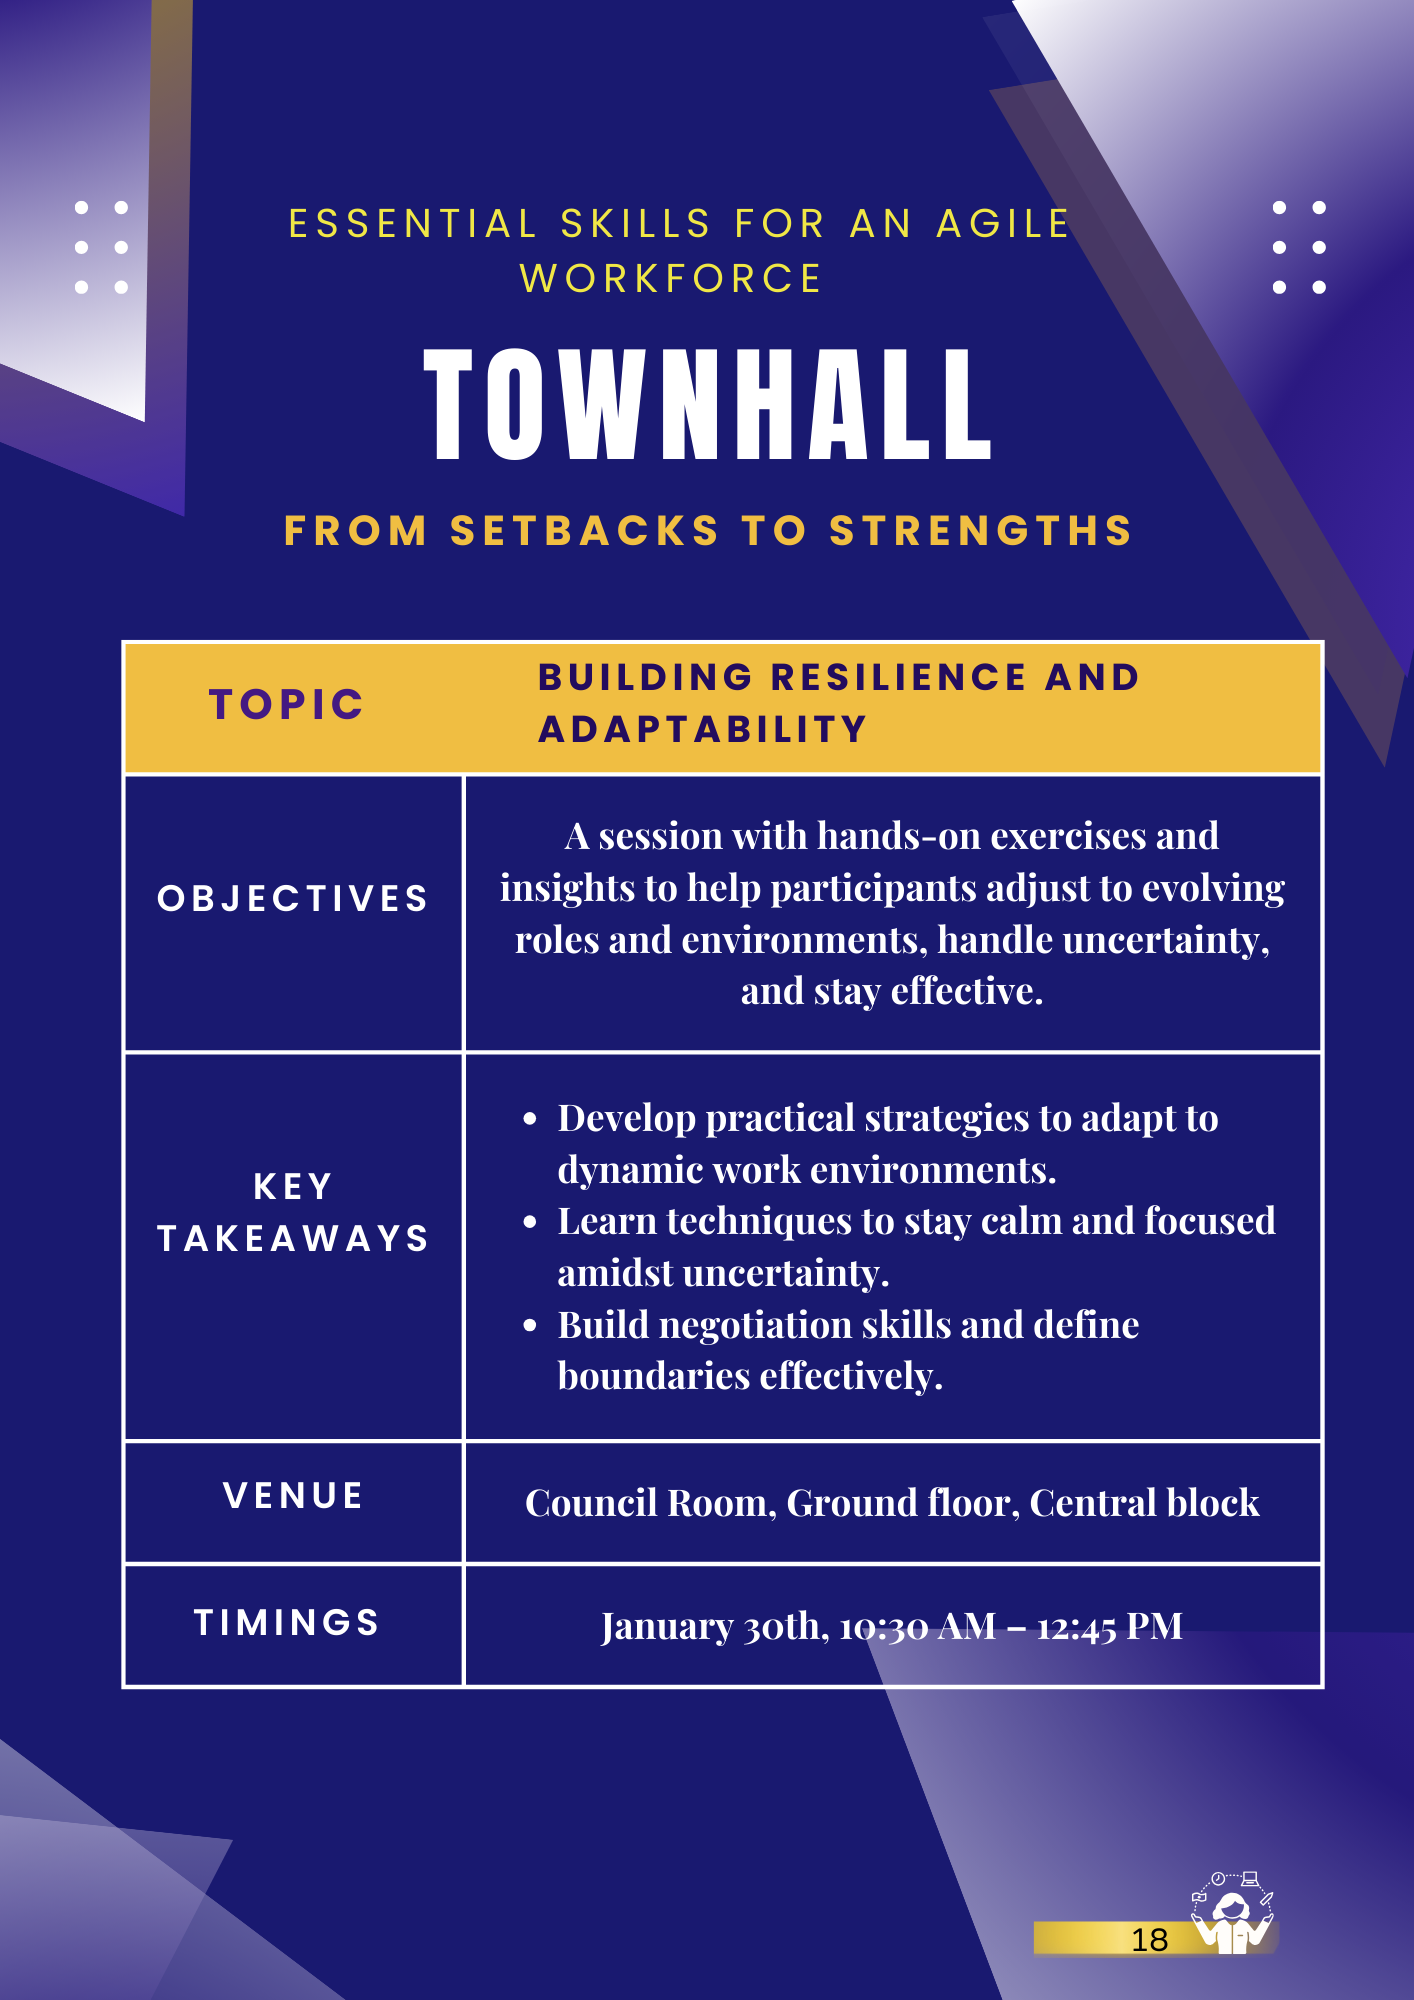 ESSENTIAL SKILLS FOR AN AGILE
WORKFORCE
TOWNHALL
FROM SETBACKS TO STRENGTHS
TOPIC
BUILDING RESILIENCE AND
ADAPTABILITY
OBJECTIVES
A session with hands-on exercises and
insights to help participants adjust to evolving
roles and environments, handle uncertainty,
and stay effective.
KEY
TAKEAWAYS
• Develop practical strategies to adapt to
dynamic work environments.
• Learn techniques to stay calm and focused
amidst uncertainty.
• Build negotiation skills and define
boundaries effectively.
VENUE
Council Room, Ground floor, Central block
TIMINGS
January 30th, 10:30 AM – 12:45 PM
18